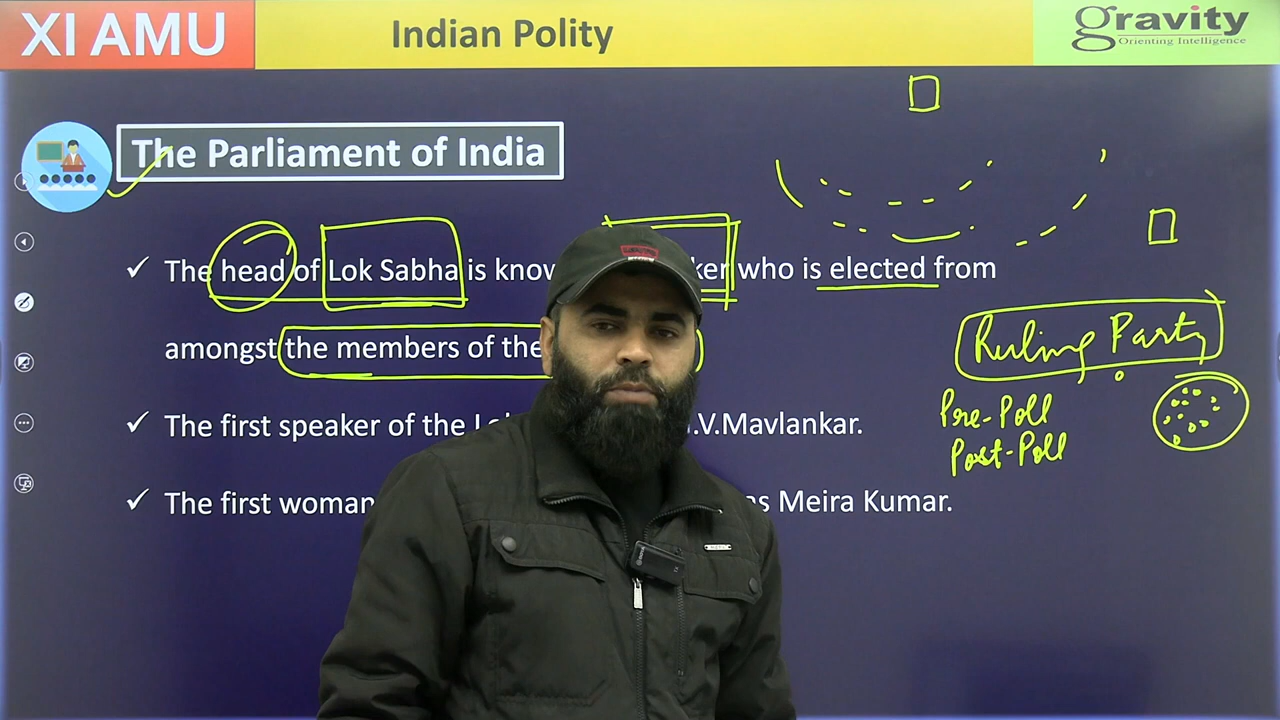 XI AMU
Indian Polity
gravity
Orienting Intelligence
The Parliament of India
✓ The head of Lok Sabha is know ker who is elected from
amongst the members of the
✓ The first speaker of the Lo .V.Mavlankar.
✓ The first woman as Meira Kumar.
Ruling Party
Pre-Poll
Post-Poll